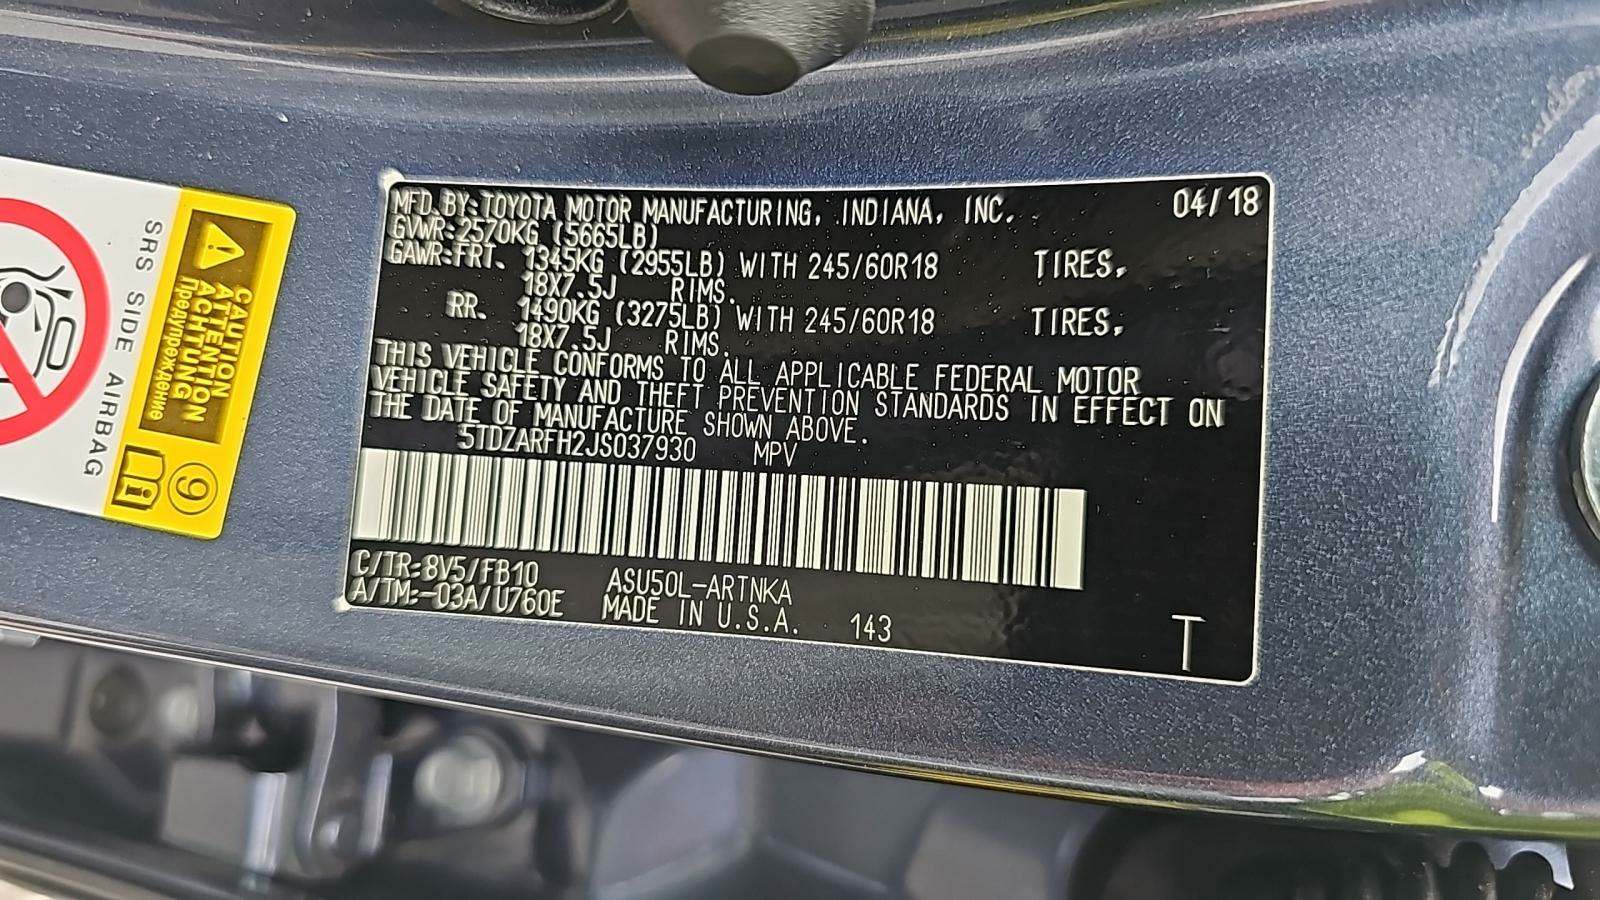 MFD.BY:TOYOTA MOTOR MANUFACTURING, INDIANA, INC. 04/18
GVWR:2570KG (5665LB)
GAWR:FRT. 1345KG (2955LB) WITH 245/60R18 TIRES,
18X7.5J RIMS.
RR. 1490KG (3275LB) WITH 245/60R18 TIRES,
18X7.5J RIMS.
THIS VEHICLE CONFORMS TO ALL APPLICABLE FEDERAL MOTOR
VEHICLE SAFETY AND THEFT PREVENTION STANDARDS IN EFFECT ON
THE DATE OF MANUFACTURE SHOWN ABOVE.
5TDZARFH2JS037930 MPV
C/TR:8V5/FB10 ASU50L-ARTNKA
A/TM:-03A/U760E MADE IN U.S.A. 143
T
CAUTION
ATTENTION
ACHTUNG
Предупреждение
SRS SIDE AIRBAG
9